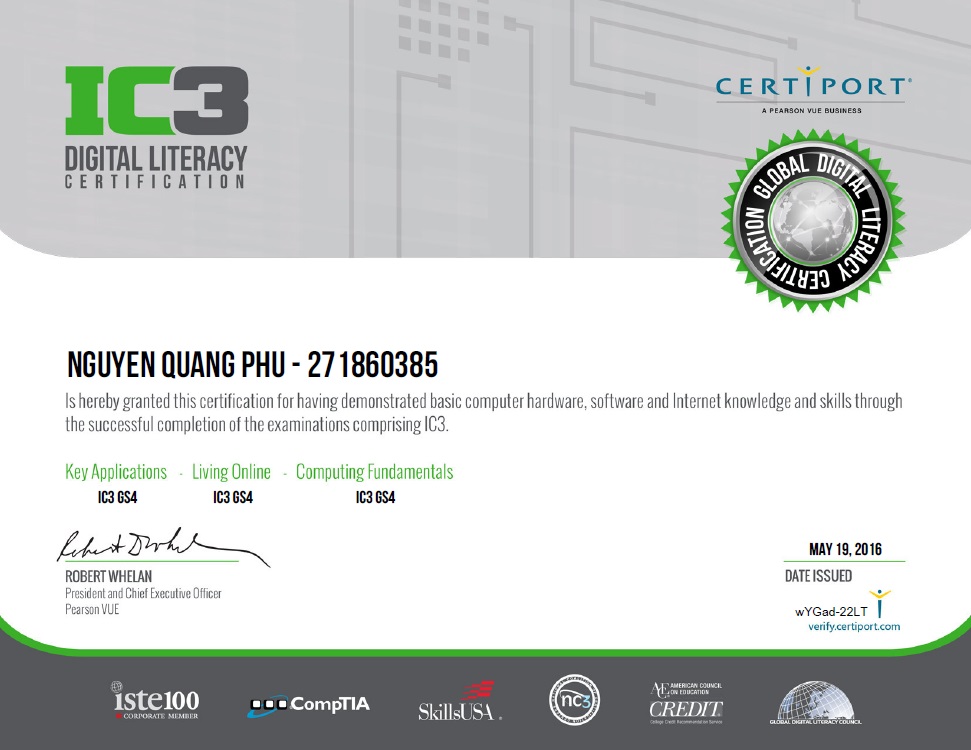 IC3
DIGITAL LITERACY
CERTIFICATION
CERTIPORT®
A PEARSON VUE BUSINESS
GLOBAL DIGITAL LITERACY CERTIFICATION
NGUYEN QUANG PHU - 271860385
Is hereby granted this certification for having demonstrated basic computer hardware, software and Internet knowledge and skills through
the successful completion of the examinations comprising IC3.
Key Applications - Living Online - Computing Fundamentals
IC3 GS4 IC3 GS4 IC3 GS4
MAY 19, 2016
ROBERT WHELAN
DATE ISSUED
President and Chief Executive Officer
Pearson VUE
wYGad-22LT
verify.certiport.com
iste100
CORPORATE MEMBER
CompTIA
SkillsUSA
nc3
AMERICAN COUNCIL
ON EDUCATION
CREDIT
College Credit Recommendation Service
GLOBAL DIGITAL LITERACY COUNCIL